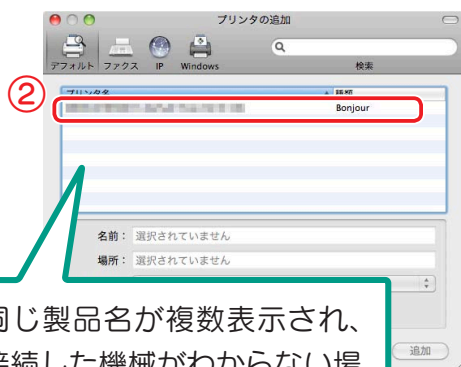 プリンタの追加
デフォルト ファクス IP Windows 検索
②
プリンタ名 種類
Bonjour
名前： 選択されていません
場所： 選択されていません
同じ製品名が複数表示され、
接続した機械がわからない場
追加